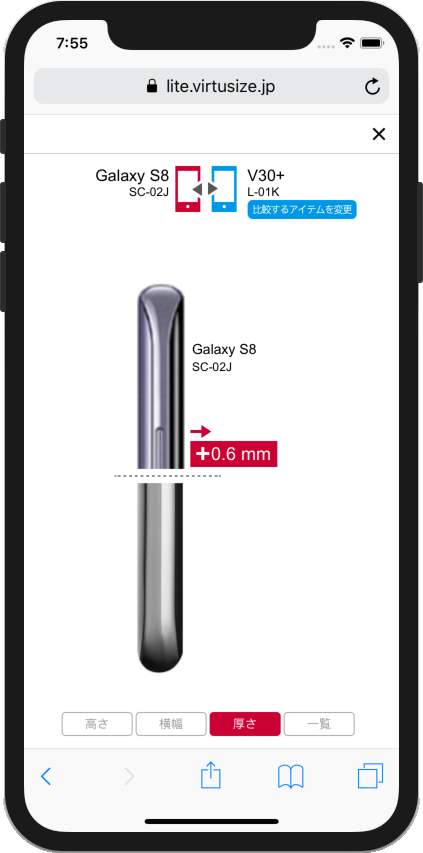 7:55
lite.virtusize.jp
Galaxy S8
SC-02J
V30+
L-01K
比較するアイテムを変更
Galaxy S8
SC-02J
+0.6 mm
高さ 横幅 厚さ 一覧